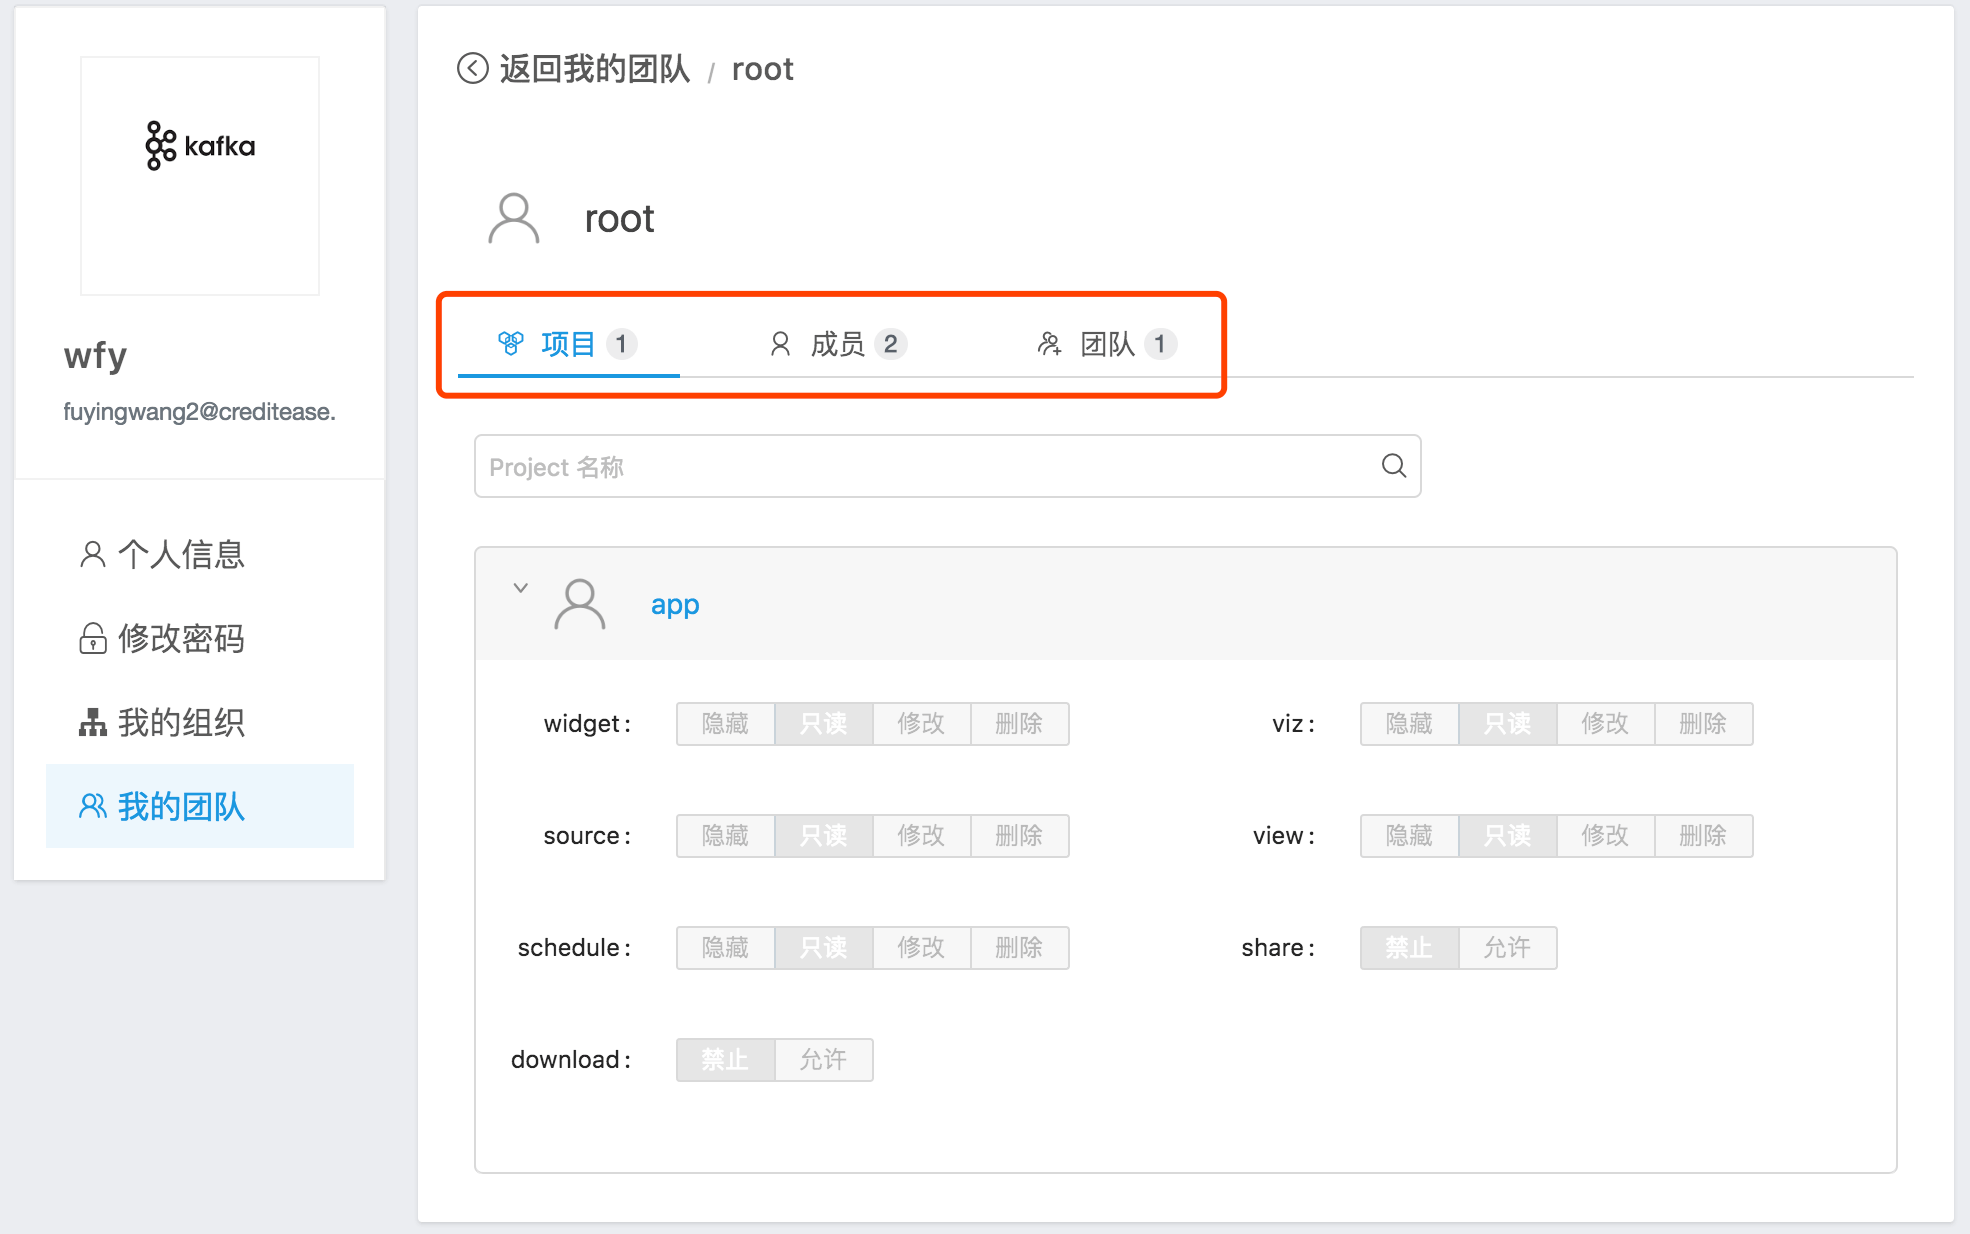 kafka
wfy
fuyingwang2@creditease.
个人信息
修改密码
我的组织
我的团队
返回我的团队 / root
root
项目 1 成员 2 团队 1
Project 名称
app
widget: 隐藏 只读 修改 删除 viz: 隐藏 只读 修改 删除
source: 隐藏 只读 修改 删除 view: 隐藏 只读 修改 删除
schedule: 隐藏 只读 修改 删除 share: 禁止 允许
download: 禁止 允许